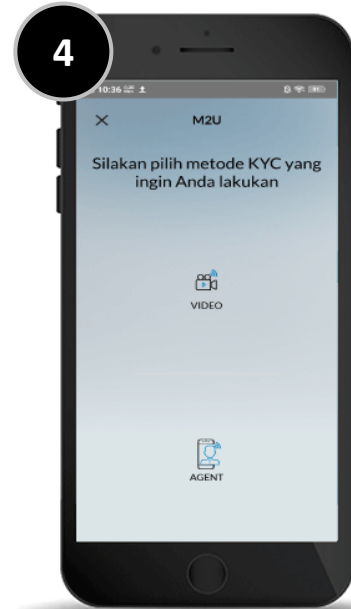 4
10:36
M2U
Silakan pilih metode KYC yang
ingin Anda lakukan
VIDEO
AGENT